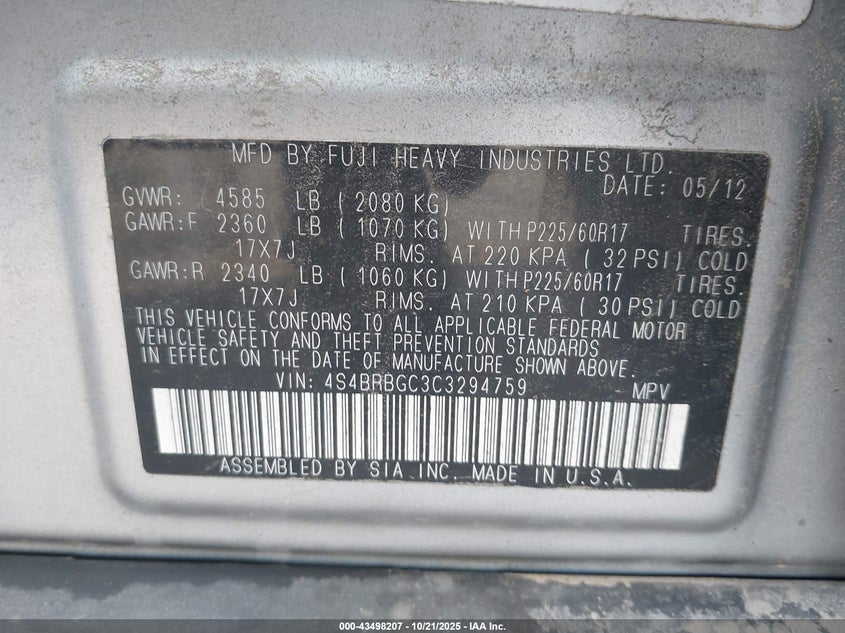 MFD BY FUJI HEAVY INDUSTRIES LTD.
DATE: 05/12
GVWR: 4585 LB ( 2080 KG)
GAWR:F 2360 LB ( 1070 KG) WITH P225/60R17 TIRES.
17X7J RIMS. AT 220 KPA ( 32 PSI) COLD
GAWR:R 2340 LB ( 1060 KG) WITH P225/60R17 TIRES.
17X7J RIMS. AT 210 KPA ( 30 PSI) COLD
THIS VEHICLE CONFORMS TO ALL APPLICABLE FEDERAL MOTOR
VEHICLE SAFETY AND THEFT PREVENTION STANDARDS
IN EFFECT ON THE DATE OF MANUFACTURE SHOWN ABOVE.
VIN: 4S4BRBGC3C3294759 MPV
ASSEMBLED BY SIA INC. MADE IN U.S.A.
000-43498207 - 10/21/2025 - IAA Inc.